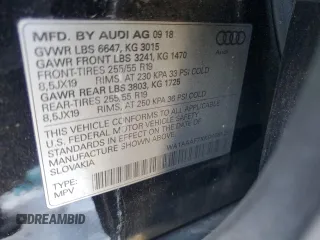 MFD. BY AUDI AG 09 18
GVWR LBS 6647, KG 3015
GAWR FRONT LBS 3241, KG 1470
FRONT-TIRES 255/55 R19
8,5JX19 RIMS, AT 230 KPA 33 PSI COLD
GAWR REAR LBS 3803, KG 1725
REAR-TIRES 255/55 R19
8,5JX19 RIMS, AT 250 KPA 36 PSI COLD
THIS VEHICLE CONFORMS TO ALL APPLICABLE
U.S. FEDERAL MOTOR VEHICLE SAFETY
STANDARDS IN EFFECT ON THE DATE OF
MANUFACTURE SHOWN ABOVE.
SLOVAKIA
TYPE:
MPV
DREAMBID